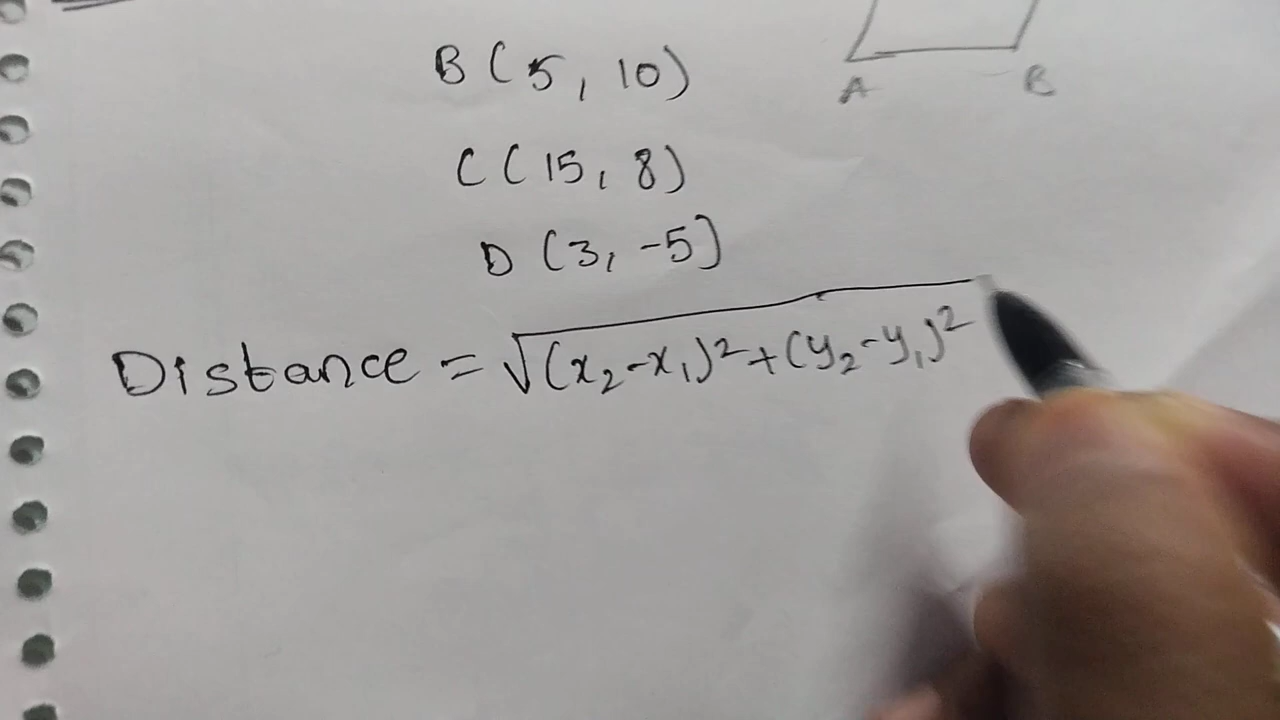 B (5, 10)
A B
C (15, 8)
D (3, -5)
Distance = √(x₂-x₁)²+(y₂-y₁)²